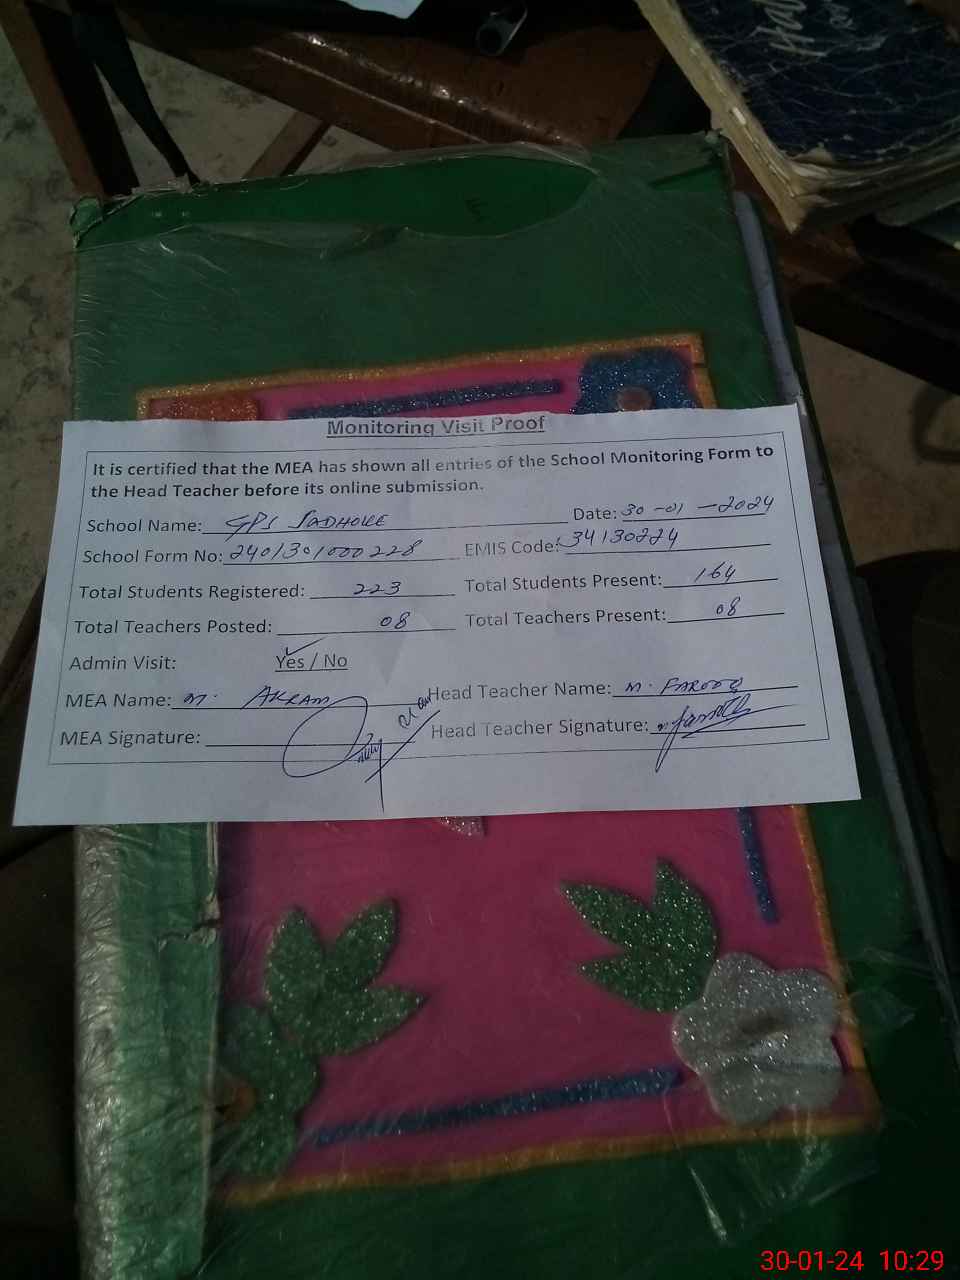 Monitoring Visit Proof
It is certified that the MEA has shown all entries of the School Monitoring Form to
the Head Teacher before its online submission.
School Name: GPS SADHOKE Date: 30-01-2024
School Form No: 2401301000228 EMIS Code: 34130224
Total Students Registered: 223 Total Students Present: 164
Total Teachers Posted: 08 Total Teachers Present: 08
Admin Visit: Yes / No
MEA Name: M. AKRAM Head Teacher Name: M. FAROOQ
MEA Signature: Head Teacher Signature:
30-01-24 10:29